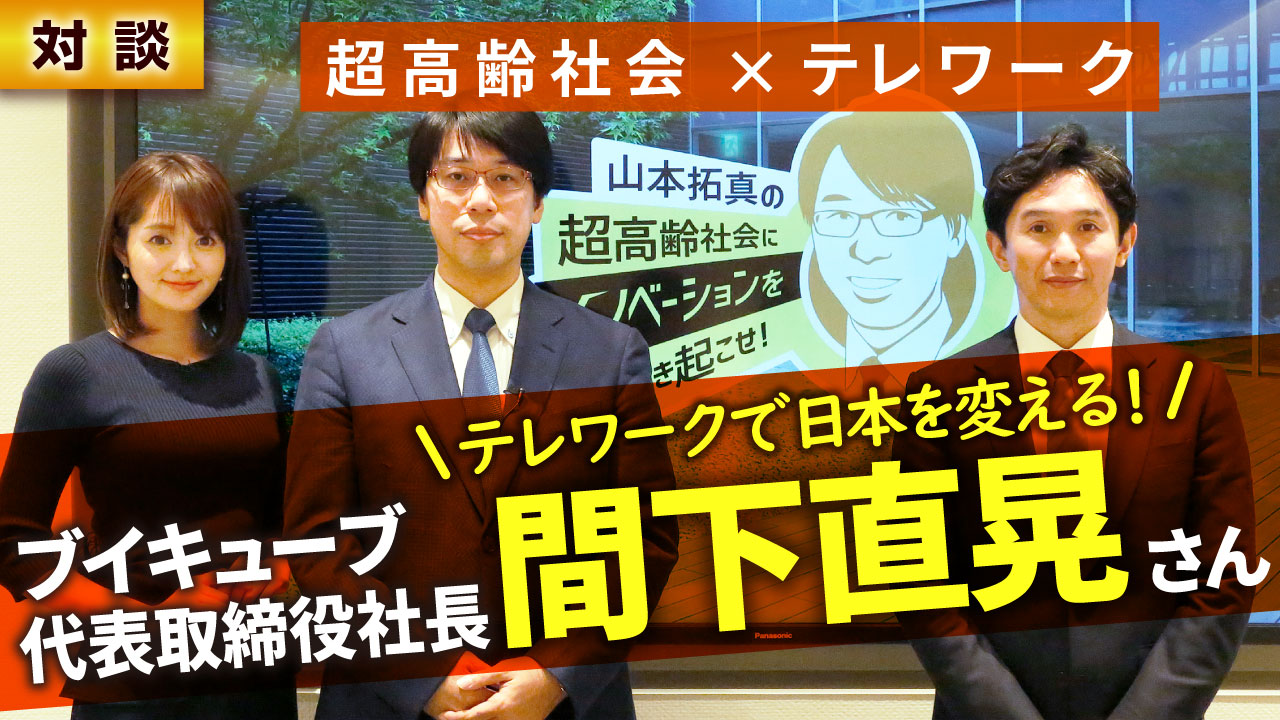 対談
超高齢社会×テレワーク
山本拓真の
超高齢社会に
イノベーションを
き起こせ!
\テレワークで日本を変える!/
ブイキューブ
代表取締役社長
間下直晃さん
Panasonic